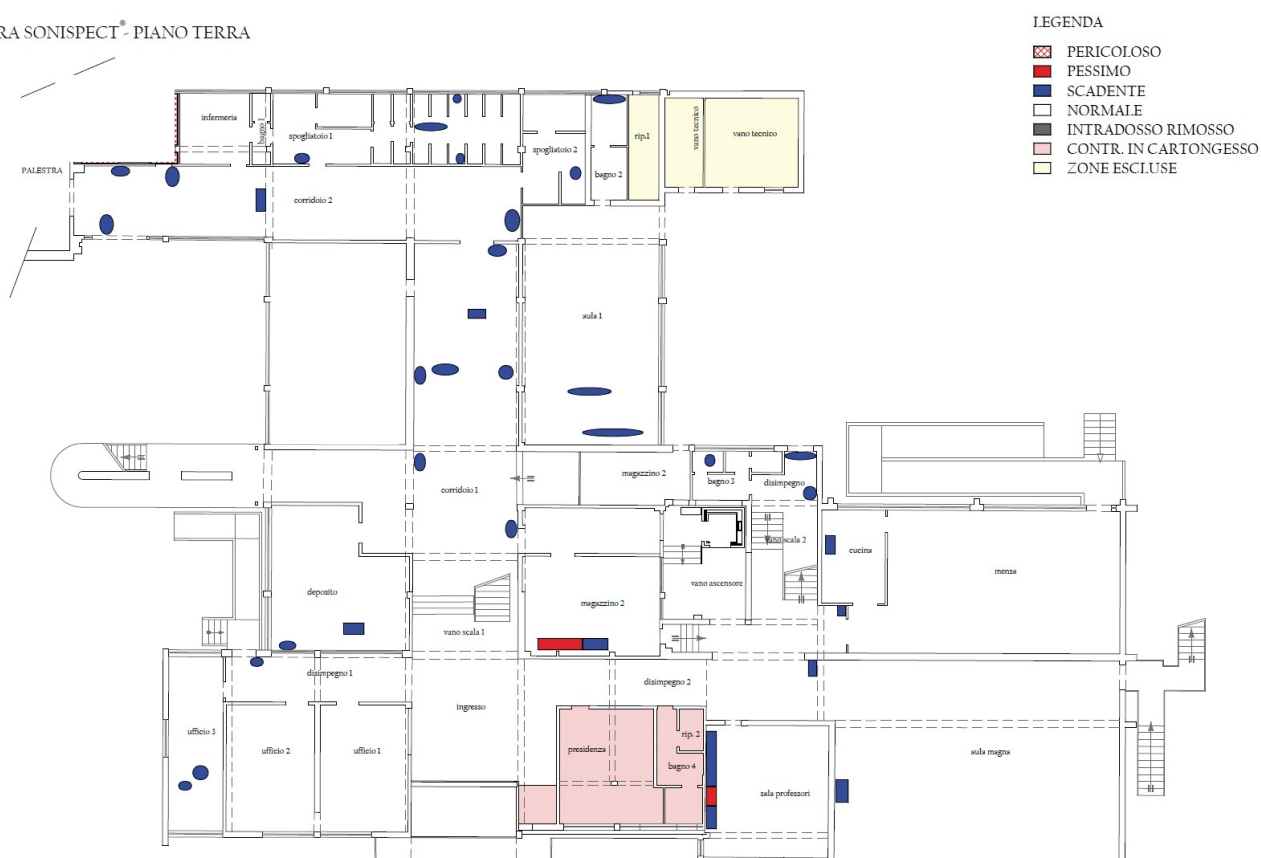 RA SONISPECT® - PIANO TERRA
LEGENDA
PERICOLOSO
PESSIMO
SCADENTE
NORMALE
INTRADOSSO RIMOSSO
CONTR. IN CARTONGESSO
ZONE ESCLUSE
infermeria
bagno 1
spogliatoio 1
spogliatoio 2
bagno 2
rip.1
vano tecnico
vano tecnico
PALESTRA
corridoio 2
aula 1
corridoio 1
magazzino 2
bagno 3
disimpegno
vano scala 2
cucina
menza
vano ascensore
deposito
magazzino 2
vano scala 1
disimpegno 1
disimpegno 2
ingresso
ufficio 3
ufficio 2
ufficio 1
presidenza
rip. 2
bagno 4
sala professori
aula magna